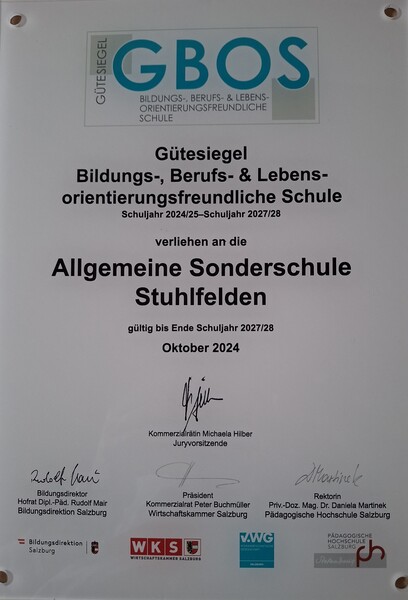 GÜTESIEGEL
GBOS
BILDUNGS-, BERUFS- & LEBENS-
ORIENTIERUNGSFREUNDLICHE
SCHULE
Gütesiegel
Bildungs-, Berufs- & Lebens-
orientierungsfreundliche Schule
Schuljahr 2024/25–Schuljahr 2027/28
verliehen an die
Allgemeine Sonderschule
Stuhlfelden
gültig bis Ende Schuljahr 2027/28
Oktober 2024
Kommerzialrätin Michaela Hilber
Juryvorsitzende
Bildungsdirektor
Hofrat Dipl.-Päd. Rudolf Mair
Bildungsdirektion Salzburg
Präsident
Kommerzialrat Peter Buchmüller
Wirtschaftskammer Salzburg
Rektorin
Priv.-Doz. Mag. Dr. Daniela Martinek
Pädagogische Hochschule Salzburg
Bildungsdirektion
Salzburg
WKS
WIRTSCHAFTSKAMMER SALZBURG
VWG
PÄDAGOGISCHE
HOCHSCHULE
SALZBURG
ph